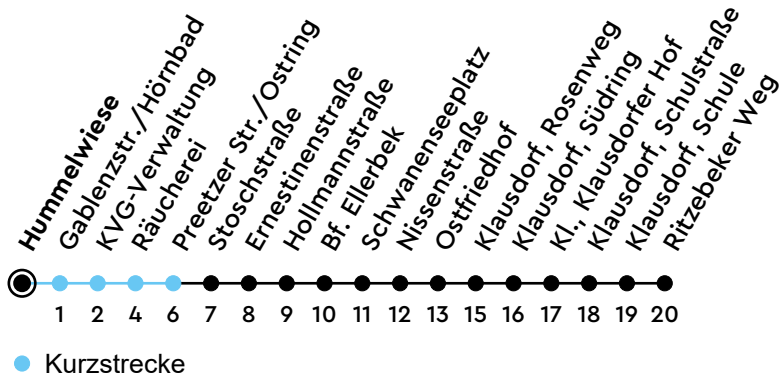 Hummelwiese
Gablenzstr./Hörnbad
KVG-Verwaltung
Räucherei
Preetzer Str./Ostring
Stoschstraße
Ernestinenstraße
Hollmannstraße
Bf. Ellerbek
Schwanenseeplatz
Nissenstraße
Ostfriedhof
Klausdorf, Rosenweg
Klausdorf, Südring
Kl., Klausdorfer Hof
Klausdorf, Schulstraße
Klausdorf, Schule
Ritzebeker Weg
1 2 4 6 7 8 9 10 11 12 13 15 16 17 18 19 20
Kurzstrecke